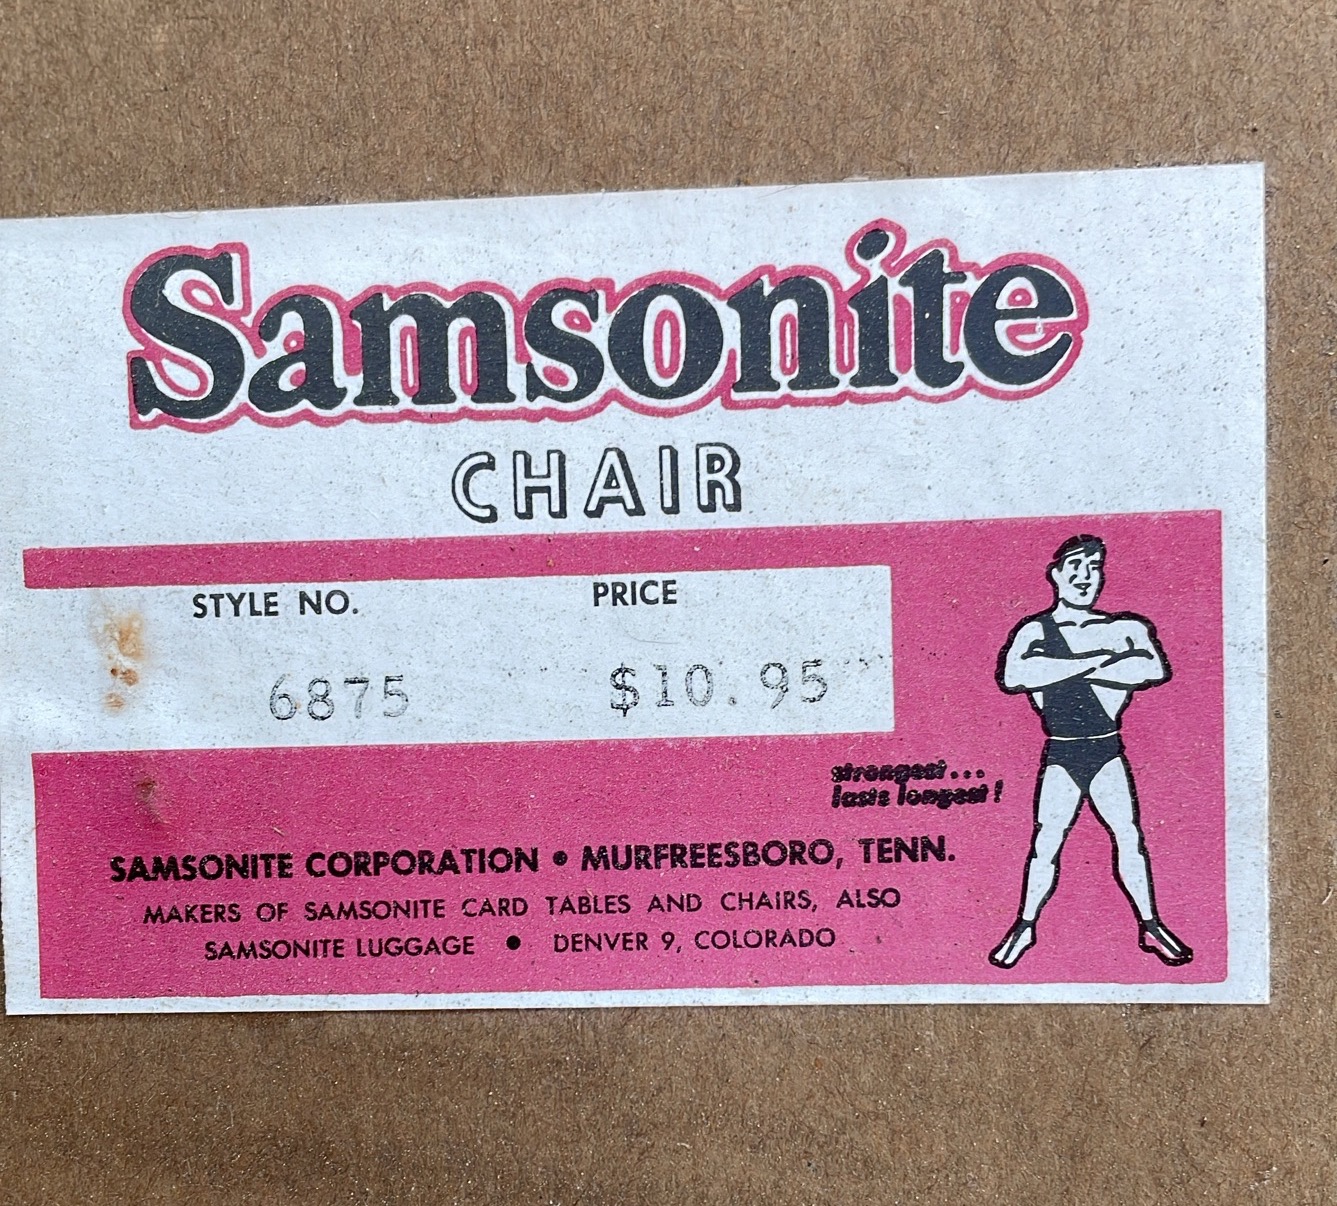 Samsonite
CHAIR
STYLE NO. PRICE
6875 $10.95
strongest...
lasts longest!
SAMSONITE CORPORATION • MURFREESBORO, TENN.
MAKERS OF SAMSONITE CARD TABLES AND CHAIRS, ALSO
SAMSONITE LUGGAGE • DENVER 9, COLORADO